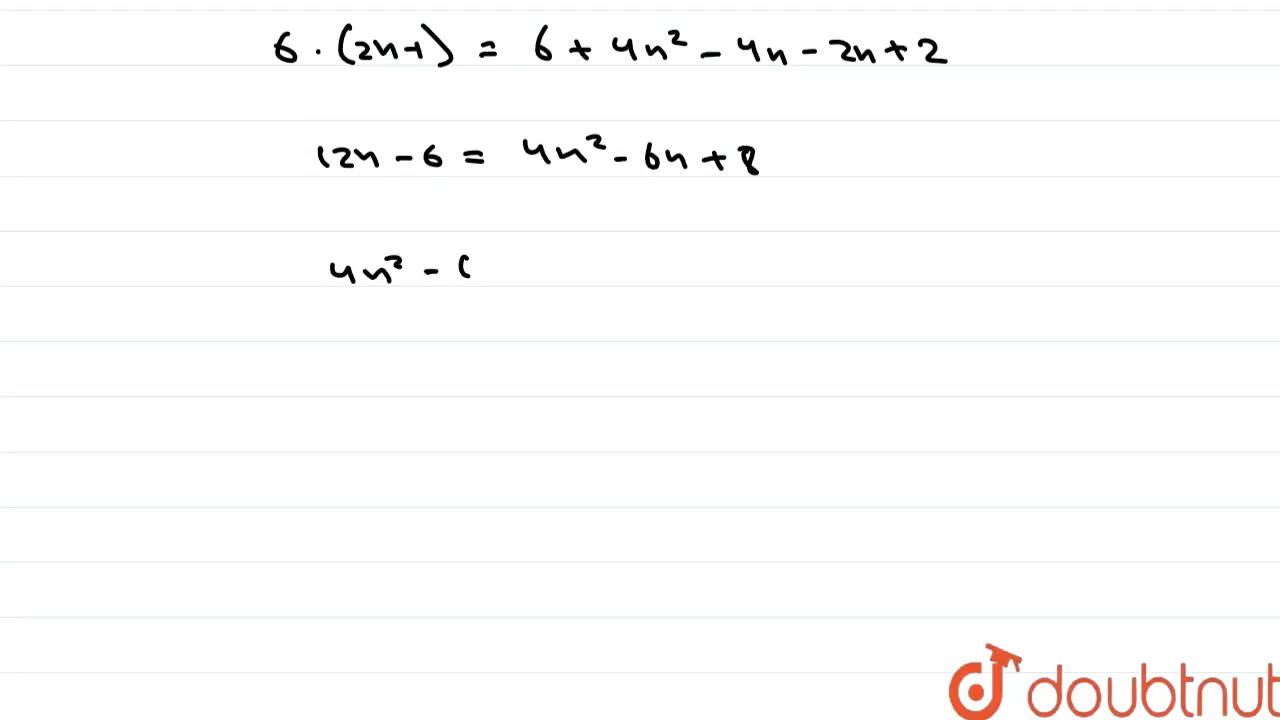 6 · (2n-1) = 6 + 4n² - 4n - 2n + 2
12n - 6 = 4n² - 6n + 8
4n² - (
doubtnut